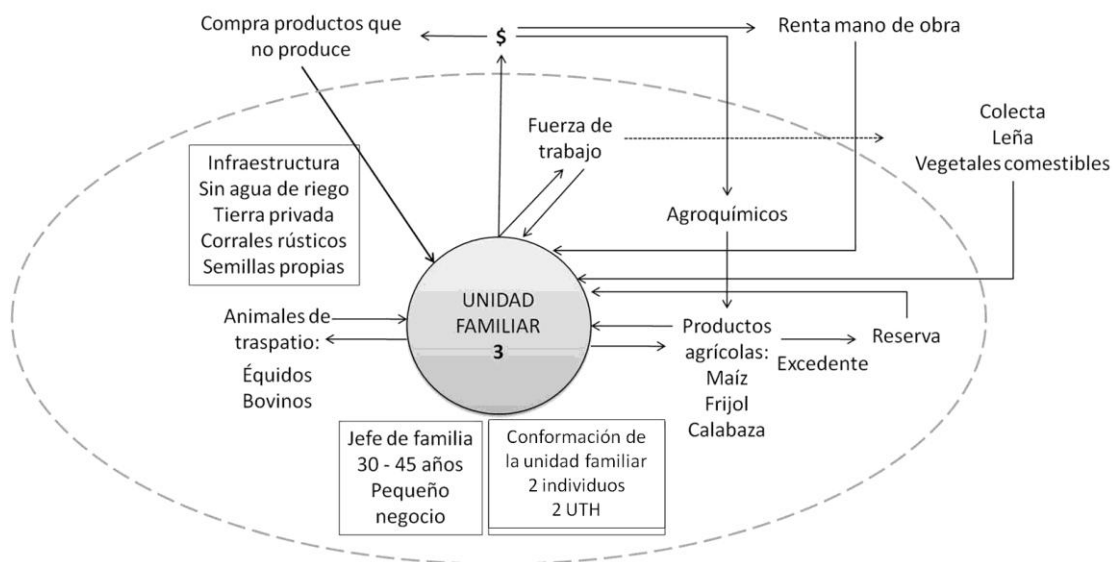 Compra productos que
no produce
$
Renta mano de obra
Fuerza de
trabajo
Colecta
Leña
Vegetales comestibles
Infraestructura
Sin agua de riego
Tierra privada
Corrales rústicos
Semillas propias
Agroquímicos
UNIDAD
FAMILIAR
3
Animales de
traspatio:
Équidos
Bovinos
Productos
agrícolas:
Maíz
Frijol
Calabaza
Excedente
Reserva
Jefe de familia
30 - 45 años
Pequeño
negocio
Conformación de
la unidad familiar
2 individuos
2 UTH